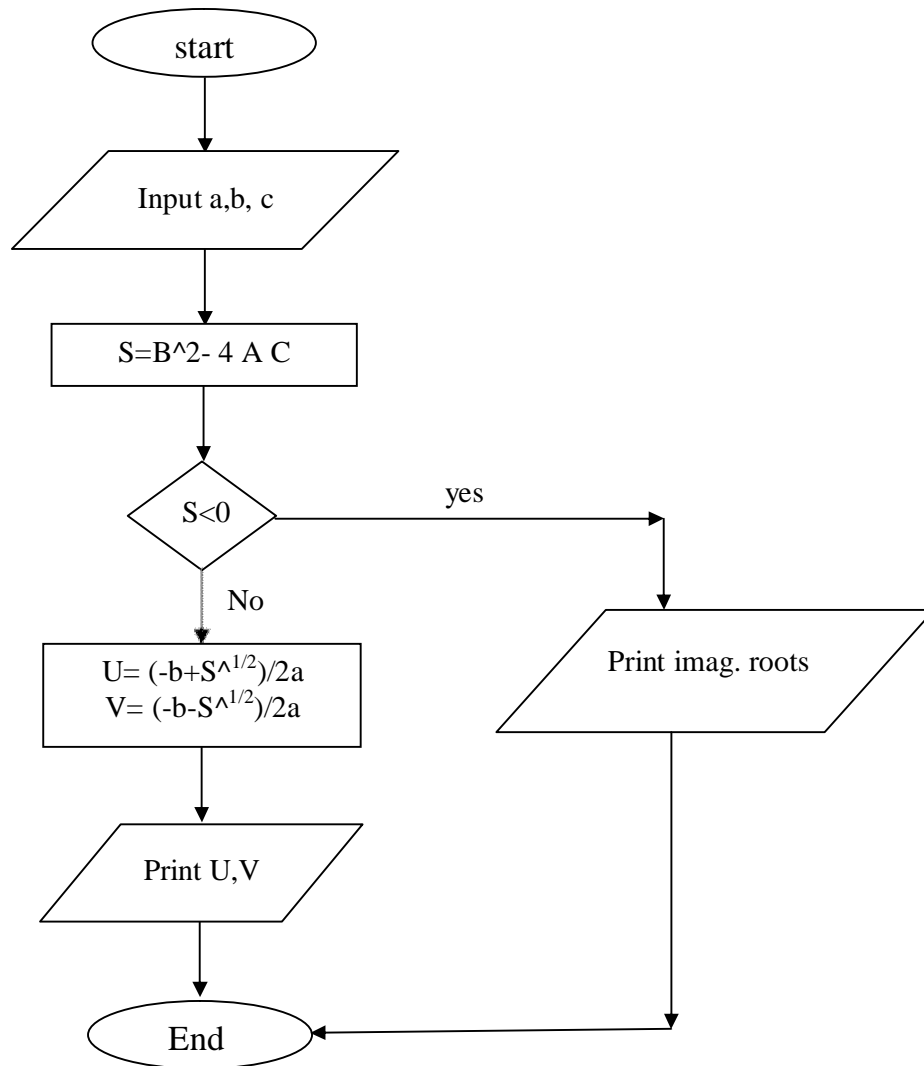 start
Input a,b, c
S=B^2- 4 A C
S<0
yes
No
U= (-b+S^1/2)/2a
V= (-b-S^1/2)/2a
Print imag. roots
Print U,V
End